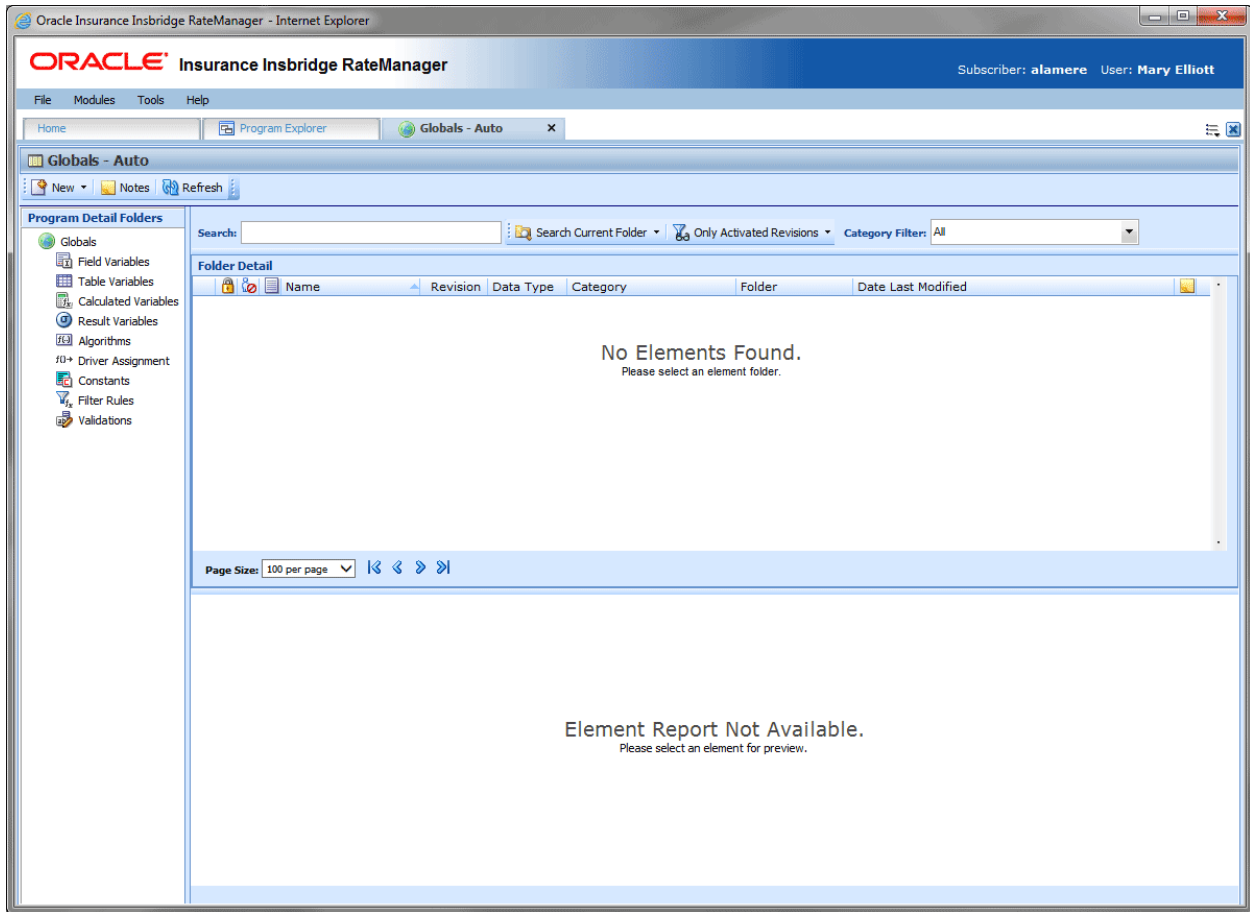 Oracle Insurance Insbridge RateManager - Internet Explorer
ORACLE® Insurance Insbridge RateManager
Subscriber: alamere User: Mary Elliott
File Modules Tools Help
Home Program Explorer Globals - Auto
Globals - Auto
New Notes Refresh
Program Detail Folders
Globals
Field Variables
Table Variables
Calculated Variables
Result Variables
Algorithms
Driver Assignment
Constants
Filter Rules
Validations
Search: Search Current Folder Only Activated Revisions Category Filter: All
Folder Detail
Name Revision Data Type Category Folder Date Last Modified
No Elements Found.
Please select an element folder.
Page Size: 100 per page
Element Report Not Available.
Please select an element for preview.